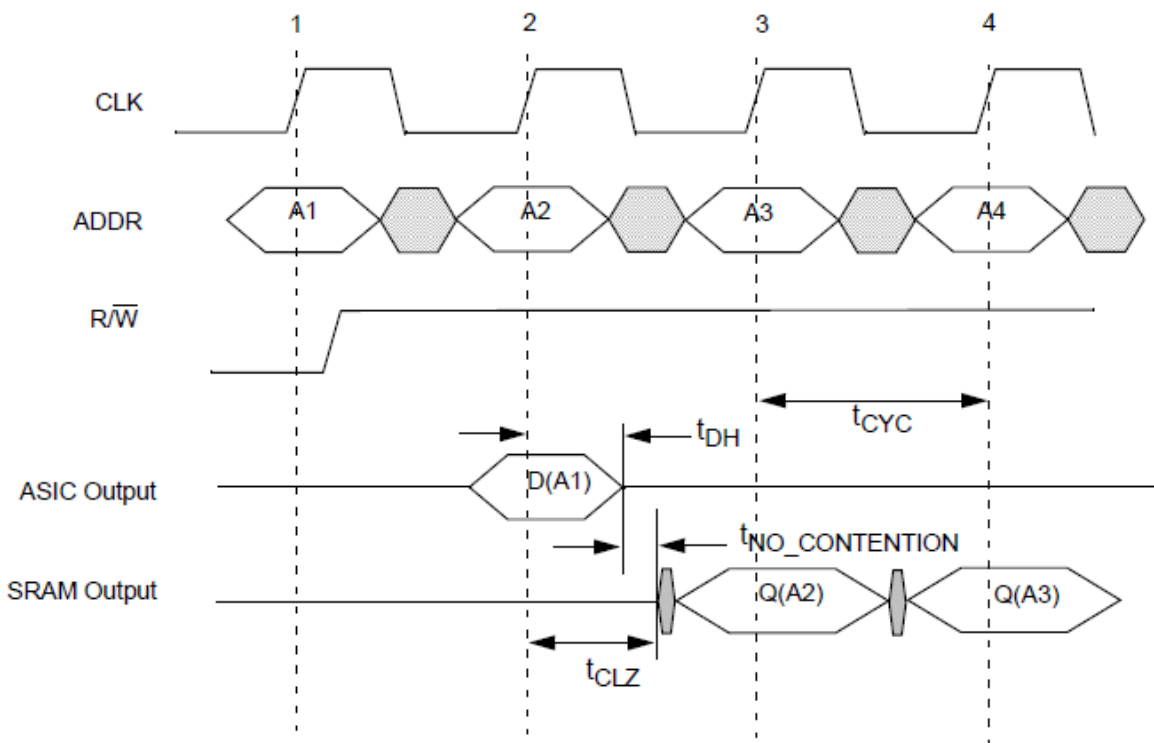 1 2 3 4
CLK
ADDR A1 A2 A3 A4
R/W̅
tCYC
tDH
ASIC Output D(A1)
tNO_CONTENTION
SRAM Output Q(A2) Q(A3)
tCLZ